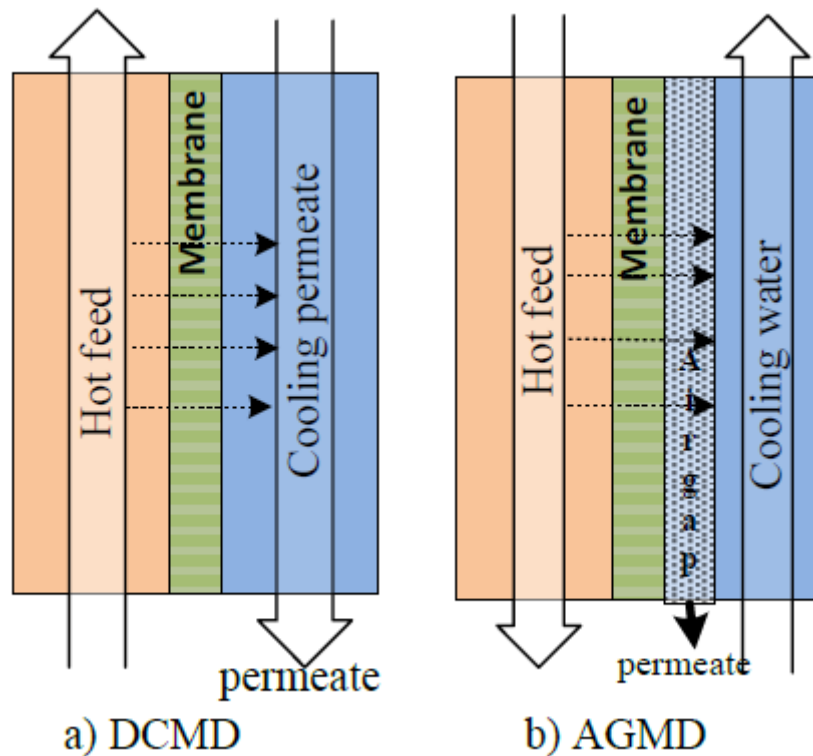 Hot feed
Membrane
Cooling permeate
permeate
a) DCMD
Hot feed
Membrane
Air gap
Cooling water
permeate
b) AGMD